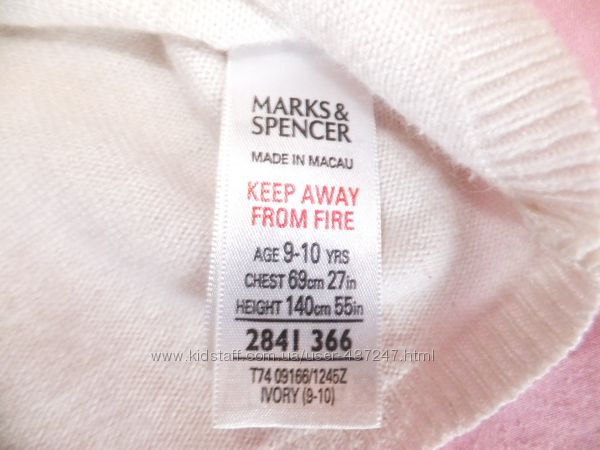 MARKS &
SPENCER
MADE IN MACAU
KEEP AWAY
FROM FIRE
AGE 9-10 YRS
CHEST 69cm 27in
HEIGHT 140cm 55in
2841 366
www.kidstaff.com.ua/user-437247.html
T74 09166/1245Z
IVORY (9-10)